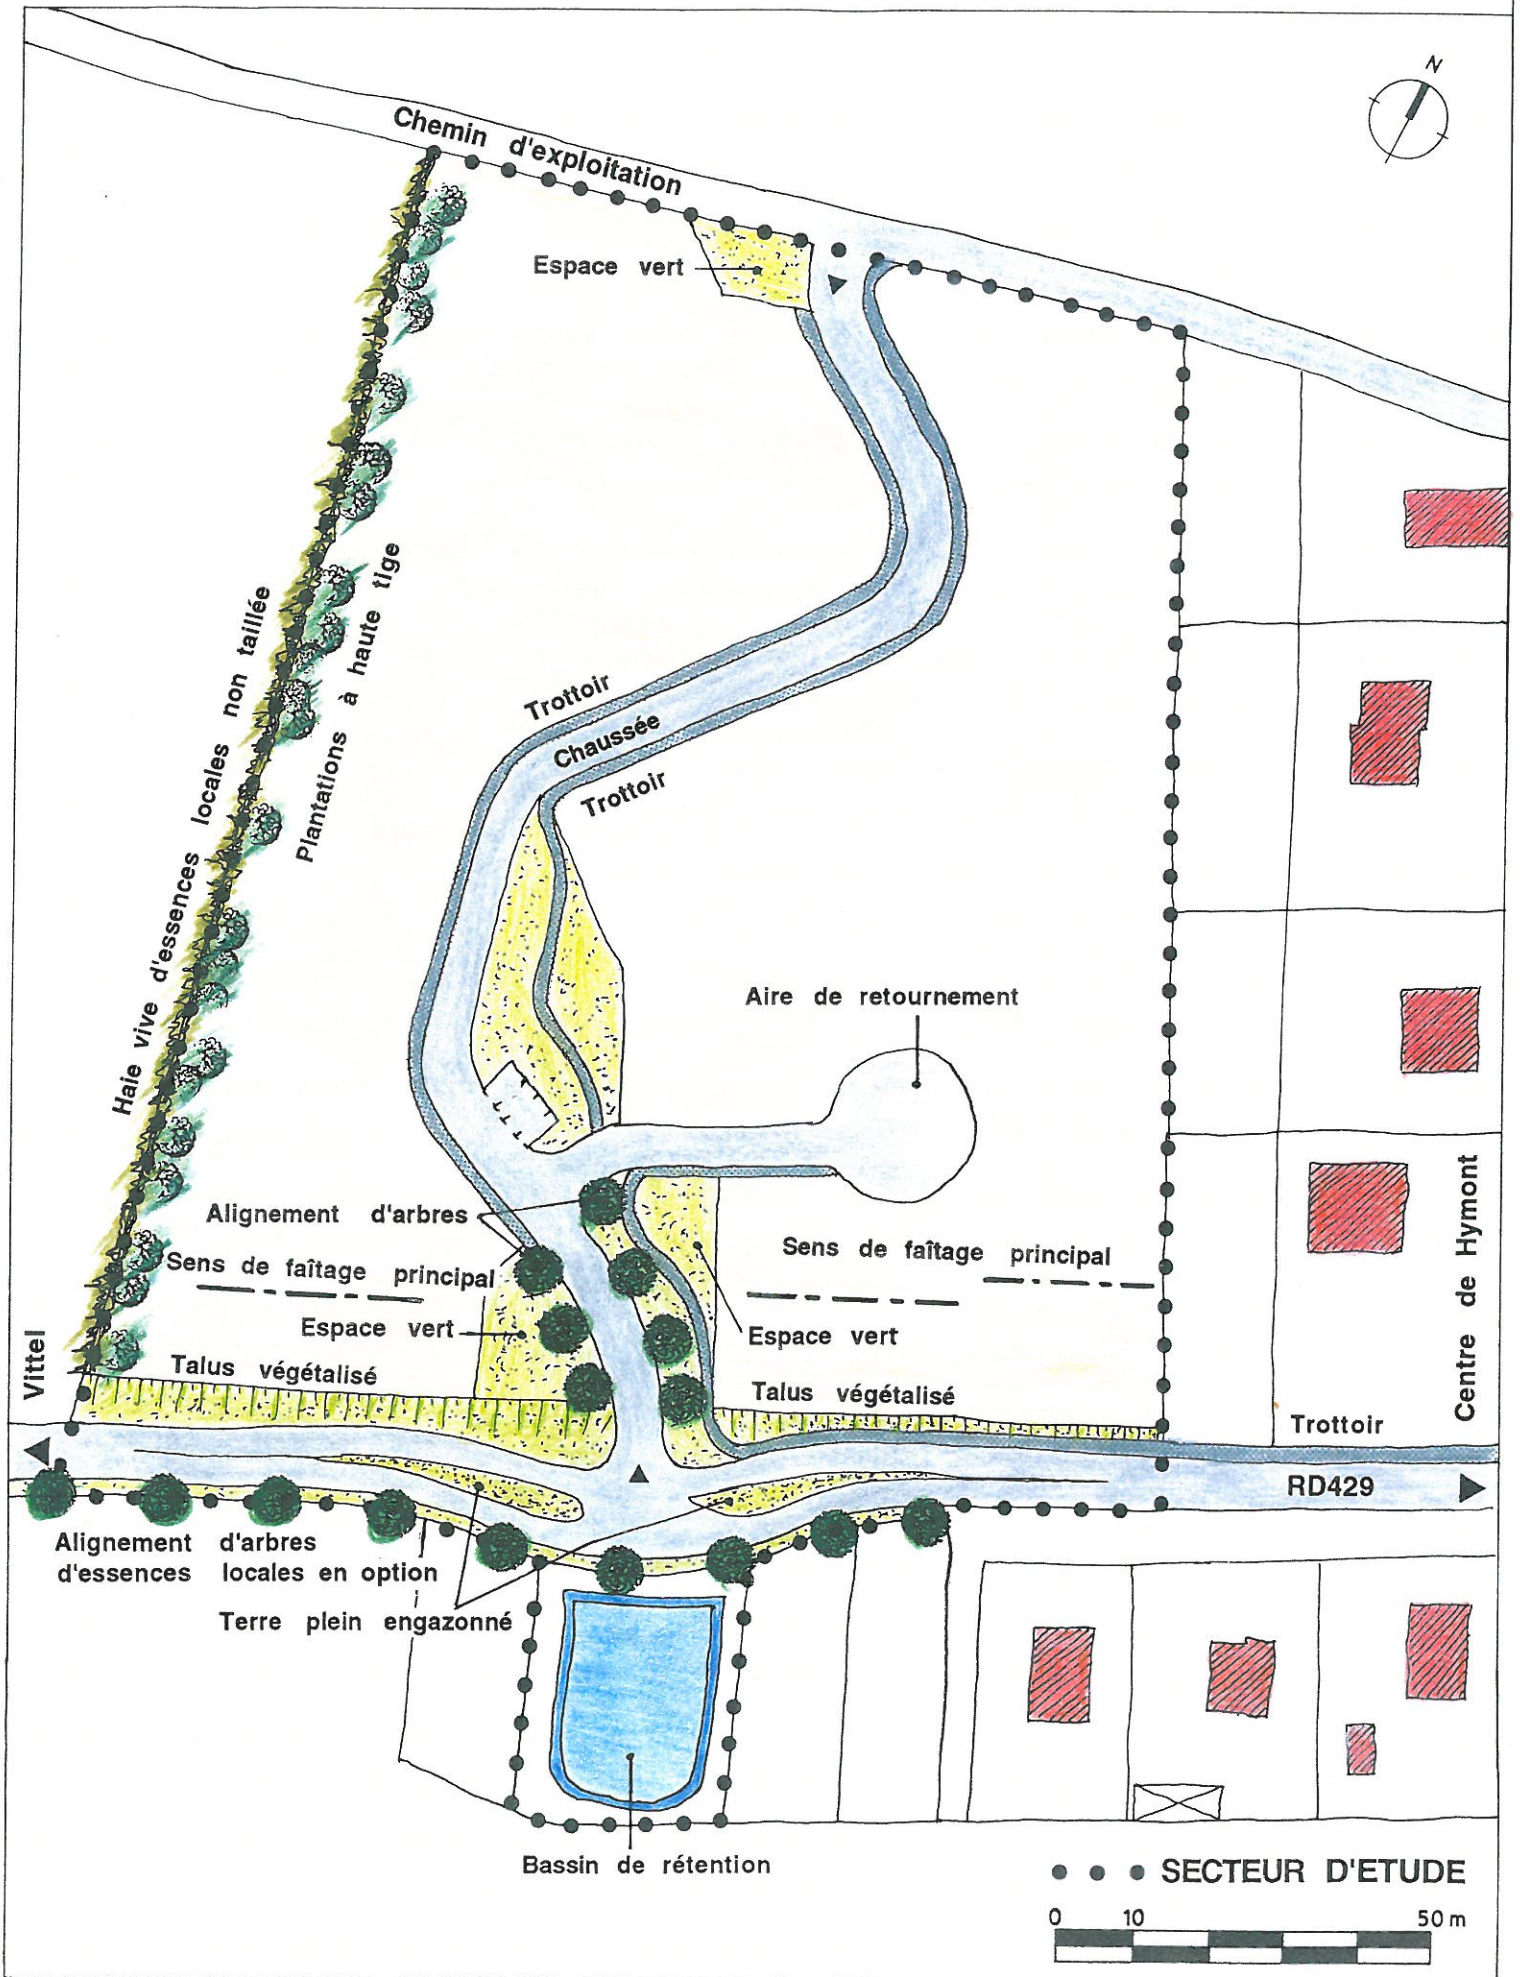 N
Chemin d'exploitation
Espace vert
Haie vive d'essences locales non taillée
Plantations à haute tige
Trottoir
Chaussée
Trottoir
Aire de retournement
Alignement d'arbres
Sens de faîtage principal
Sens de faîtage principal
Espace vert
Espace vert
Talus végétalisé
Talus végétalisé
Vittel
Centre de Hymont
Trottoir
RD429
Alignement d'arbres
d'essences locales en option
Terre plein engazonné
Bassin de rétention
SECTEUR D'ETUDE
0 10 50 m